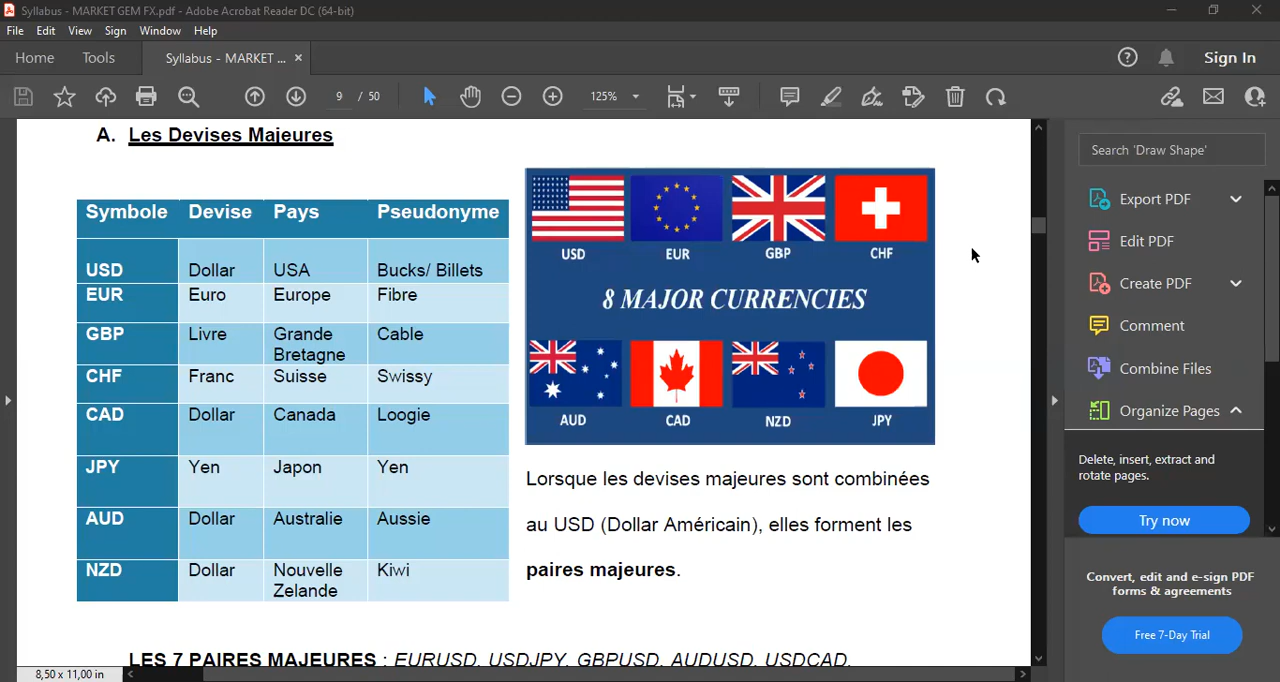 Syllabus - MARKET GEM FX.pdf - Adobe Acrobat Reader DC (64-bit)
File Edit View Sign Window Help
Home Tools Syllabus - MARKET ... × Sign In
9 / 50 125%
A. Les Devises Majeures
Symbole Devise Pays Pseudonyme
USD Dollar USA Bucks/ Billets
EUR Euro Europe Fibre
GBP Livre Grande Bretagne Cable
CHF Franc Suisse Swissy
CAD Dollar Canada Loogie
JPY Yen Japon Yen
AUD Dollar Australie Aussie
NZD Dollar Nouvelle Zelande Kiwi
USD EUR GBP CHF
8 MAJOR CURRENCIES
AUD CAD NZD JPY
Lorsque les devises majeures sont combinées
au USD (Dollar Américain), elles forment les
paires majeures.
LES 7 PAIRES MAJEURES : EURUSD, USDJPY, GBPUSD, AUDUSD, USDCAD,
8,50 x 11,00 in
Search 'Draw Shape'
Export PDF
Edit PDF
Create PDF
Comment
Combine Files
Organize Pages
Delete, insert, extract and
rotate pages.
Try now
Convert, edit and e-sign PDF
forms & agreements
Free 7-Day Trial